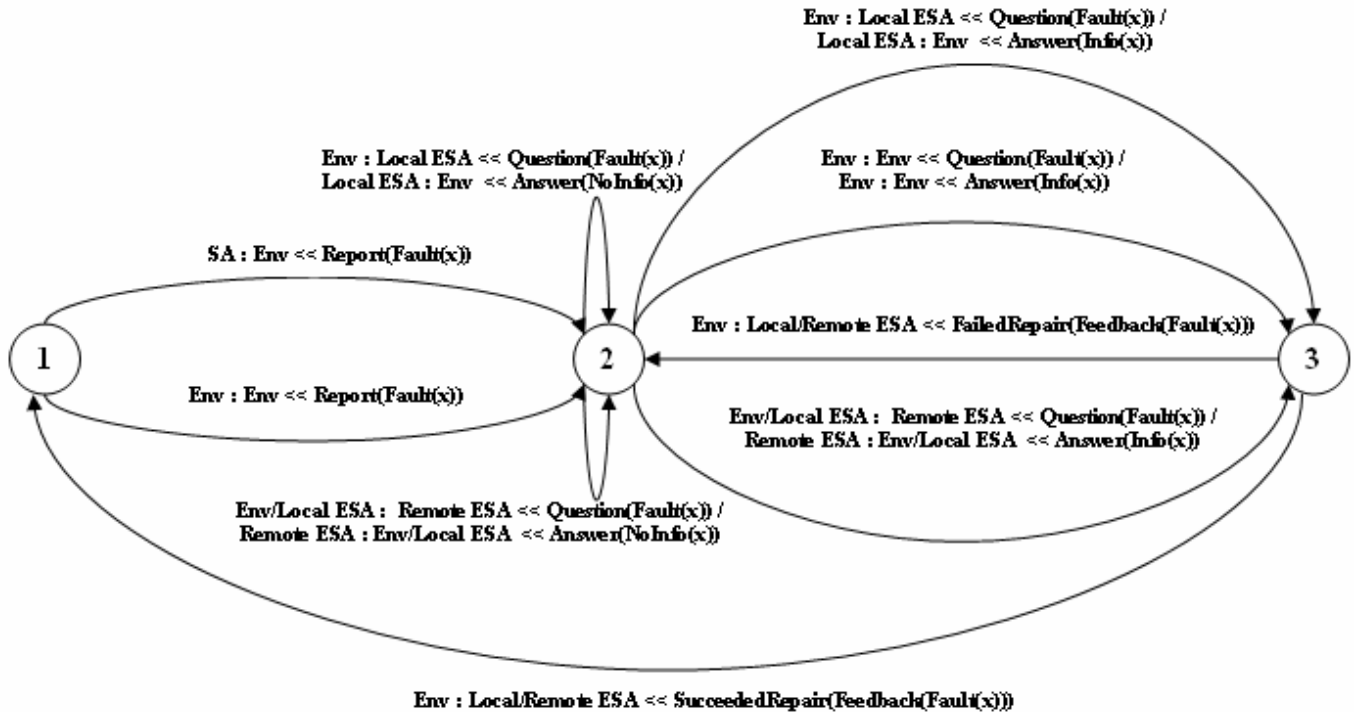 Env : Local ESA << Question(Fault(x)) /
Local ESA : Env << Answer(Info(x))
Env : Local ESA << Question(Fault(x)) /
Local ESA : Env << Answer(NoInfo(x))
Env : Env << Question(Fault(x)) /
Env : Env << Answer(Info(x))
SA : Env << Report(Fault(x))
Env : Local/Remote ESA << FailedRepair(Feedback(Fault(x)))
1
2
3
Env : Env << Report(Fault(x))
Env/Local ESA : Remote ESA << Question(Fault(x)) /
Remote ESA : Env/Local ESA << Answer(Info(x))
Env/Local ESA : Remote ESA << Question(Fault(x)) /
Remote ESA : Env/Local ESA << Answer(NoInfo(x))
Env : Local/Remote ESA << SucceededRepair(Feedback(Fault(x)))